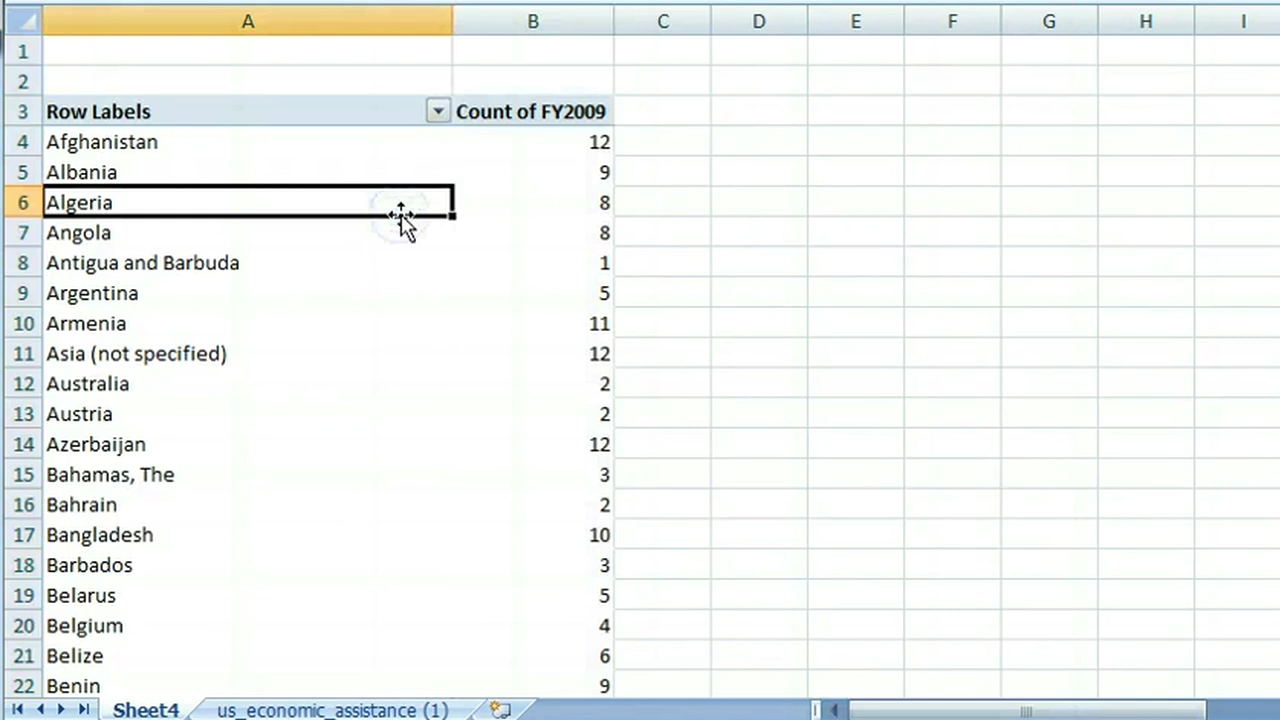 A B C D E F G H I
1
2
3 Row Labels Count of FY2009
4 Afghanistan 12
5 Albania 9
6 Algeria 8
7 Angola 8
8 Antigua and Barbuda 1
9 Argentina 5
10 Armenia 11
11 Asia (not specified) 12
12 Australia 2
13 Austria 2
14 Azerbaijan 12
15 Bahamas, The 3
16 Bahrain 2
17 Bangladesh 10
18 Barbados 3
19 Belarus 5
20 Belgium 4
21 Belize 6
22 Benin 9
Sheet4 us_economic_assistance (1)